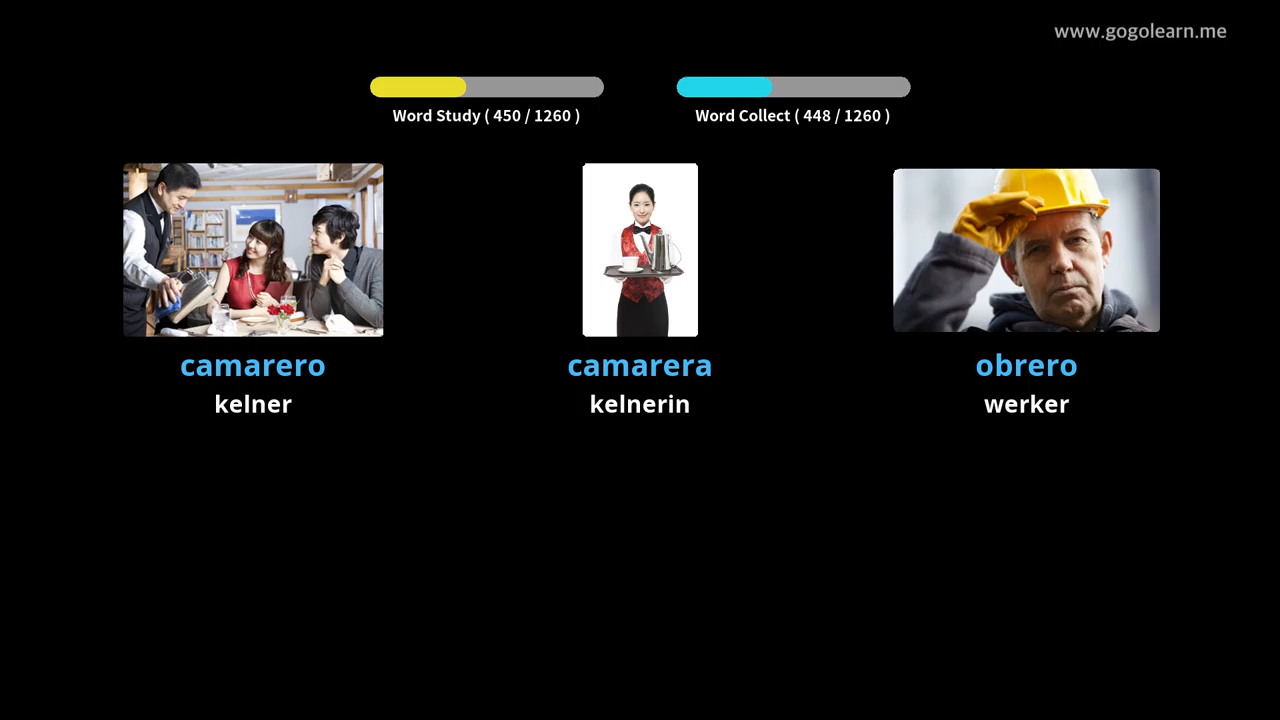 www.gogolearn.me
Word Study ( 450 / 1260 )
Word Collect ( 448 / 1260 )
camarero
camarera
obrero
kelner
kelnerin
werker